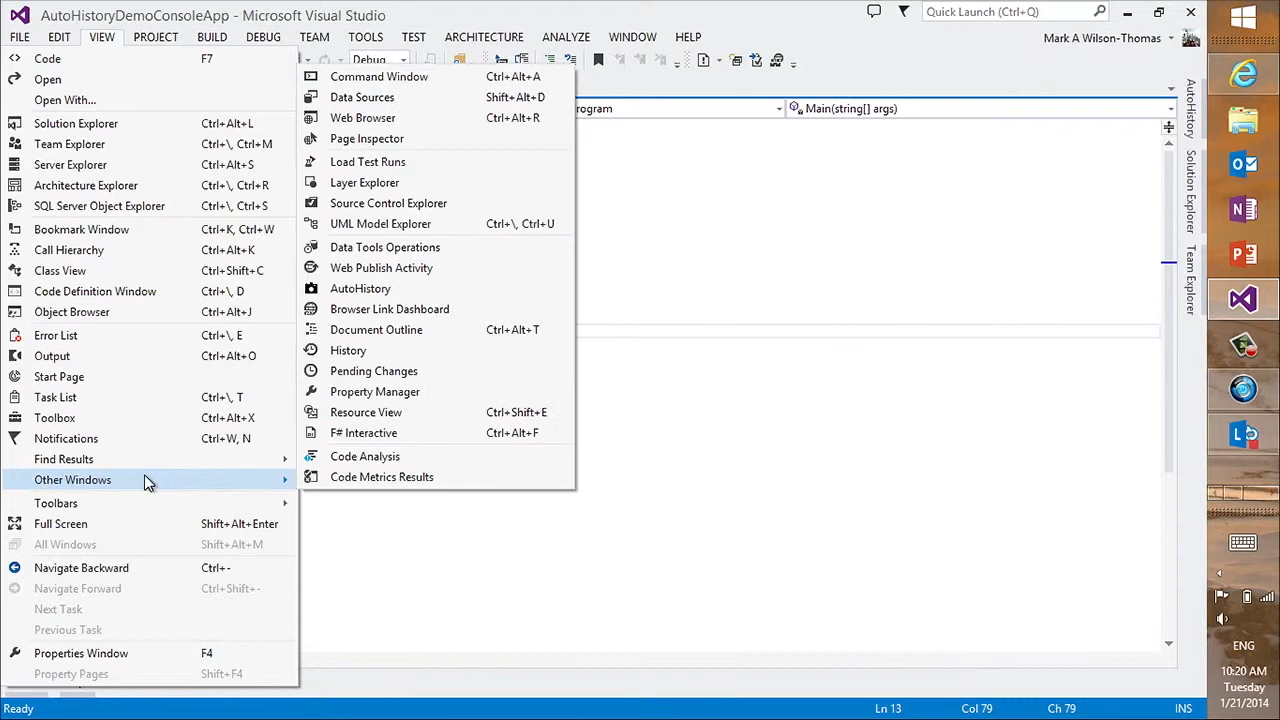 AutoHistoryDemoConsoleApp - Microsoft Visual Studio
Quick Launch (Ctrl+Q)
FILE EDIT VIEW PROJECT BUILD DEBUG TEAM TOOLS TEST ARCHITECTURE ANALYZE WINDOW HELP
Mark A Wilson-Thomas
Debug
Code F7
Open
Open With...
Solution Explorer Ctrl+Alt+L
Team Explorer Ctrl+\, Ctrl+M
Server Explorer Ctrl+Alt+S
Architecture Explorer Ctrl+\, Ctrl+R
SQL Server Object Explorer Ctrl+\, Ctrl+S
Bookmark Window Ctrl+K, Ctrl+W
Call Hierarchy Ctrl+Alt+K
Class View Ctrl+Shift+C
Code Definition Window Ctrl+\, D
Object Browser Ctrl+Alt+J
Error List Ctrl+\, E
Output Ctrl+Alt+O
Start Page
Task List Ctrl+\, T
Toolbox Ctrl+Alt+X
Notifications Ctrl+W, N
Find Results
Other Windows
Toolbars
Full Screen Shift+Alt+Enter
All Windows Shift+Alt+M
Navigate Backward Ctrl+-
Navigate Forward Ctrl+Shift+-
Next Task
Previous Task
Properties Window F4
Property Pages Shift+F4
Command Window Ctrl+Alt+A
Data Sources Shift+Alt+D
Web Browser Ctrl+Alt+R
Page Inspector
Load Test Runs
Layer Explorer
Source Control Explorer
UML Model Explorer Ctrl+\, Ctrl+U
Data Tools Operations
Web Publish Activity
AutoHistory
Browser Link Dashboard
Document Outline Ctrl+Alt+T
History
Pending Changes
Property Manager
Resource View Ctrl+Shift+E
F# Interactive Ctrl+Alt+F
Code Analysis
Code Metrics Results
rogram
Main(string[] args)
AutoHistory
Solution Explorer
Team Explorer
Ready
Ln 13 Col 79 Ch 79 INS
ENG
10:20 AM
Tuesday
1/21/2014